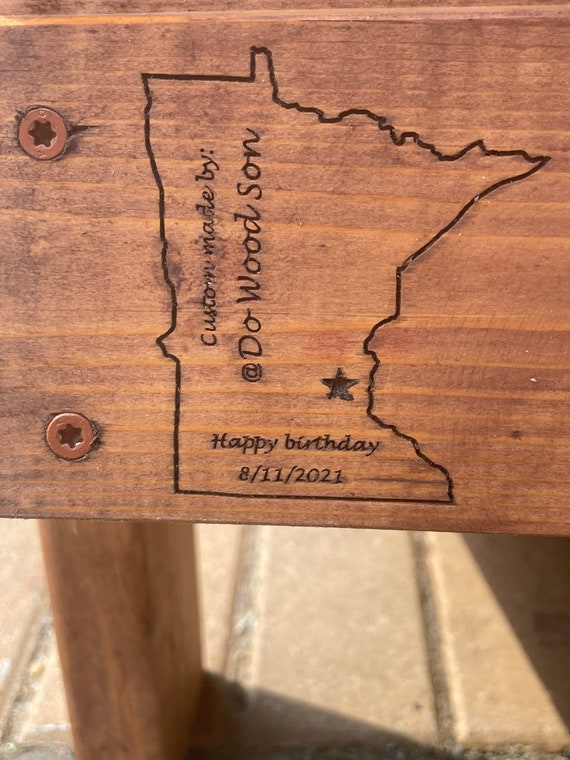 Custom made by:
@Do Wood Son
Happy birthday
8/11/2021